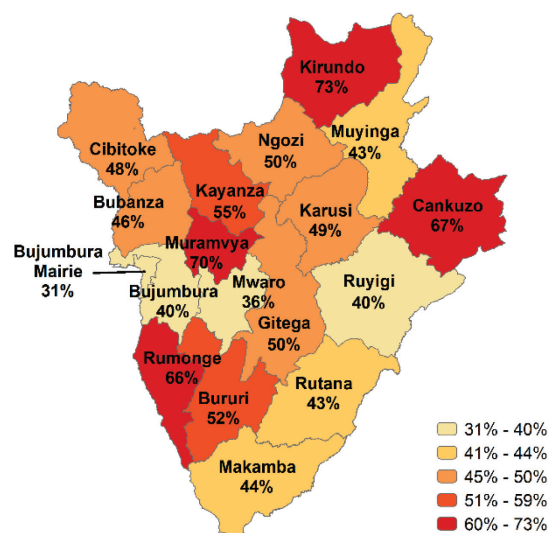 Kirundo
73%
Muyinga
43%
Ngozi
50%
Cibitoke
48%
Kayanza
55%
Bubanza
46%
Karusi
49%
Cankuzo
67%
Muramvya
70%
Bujumbura
Mairie
31%
Bujumbura
40%
Mwaro
36%
Ruyigi
40%
Gitega
50%
Rumonge
66%
Bururi
52%
Rutana
43%
Makamba
44%
31% - 40%
41% - 44%
45% - 50%
51% - 59%
60% - 73%